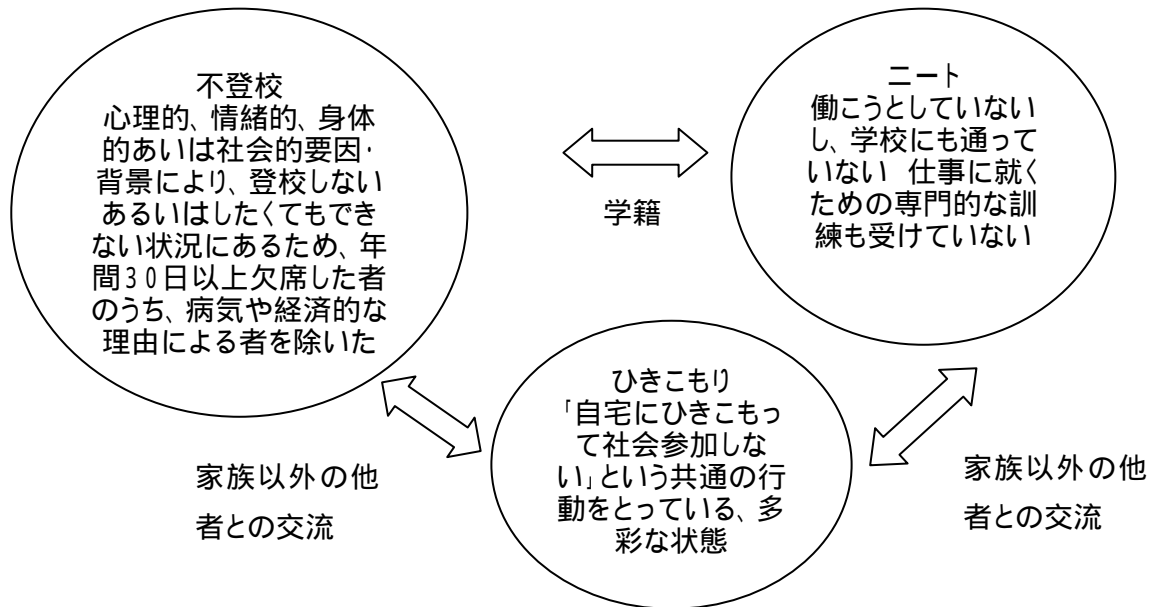 不登校
心理的、情緒的、身体
的あいは社会的要因・
背景により、登校しない
あるいはしたくてもでき
ない状況にあるため、年
間30日以上欠席した者
のうち、病気や経済的な
理由による者を除いた
学籍
ニート
働こうとしていない
し、学校にも通って
いない 仕事に就く
ための専門的な訓
練も受けていない
ひきこもり
「自宅にひきこもっ
て社会参加しな
い」という共通の行
動をとっている、多
彩な状態
家族以外の他
者との交流
家族以外の他
者との交流